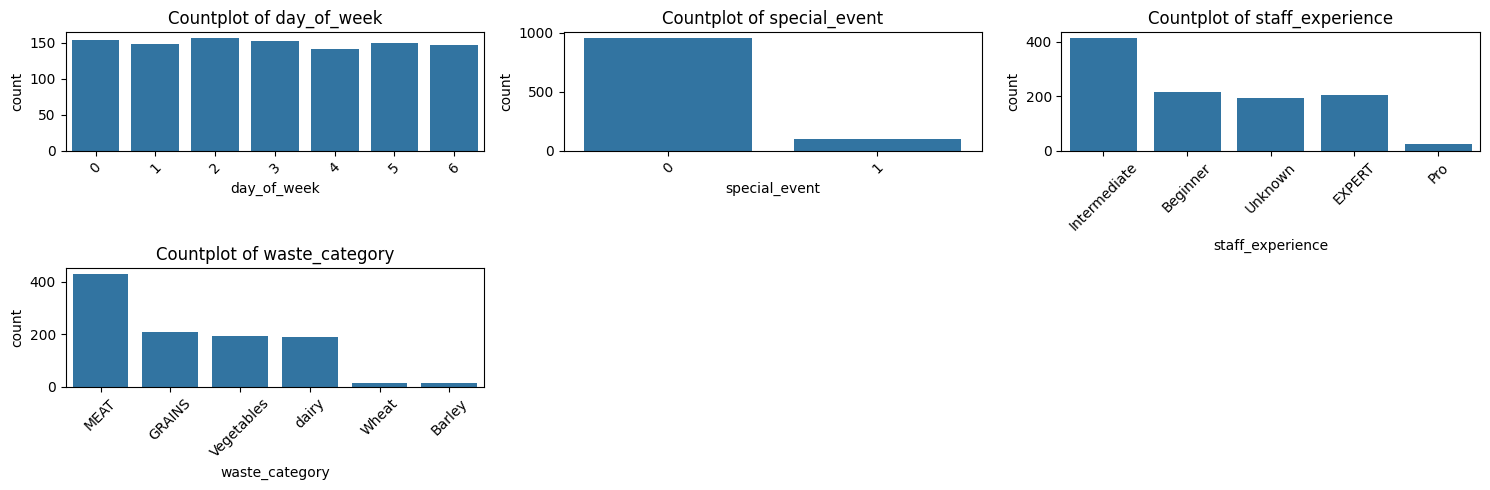 Countplot of day_of_week
150
100
50
0
count
0 1 2 3 4 5 6
day_of_week
Countplot of special_event
1000
500
0
count
0 1
special_event
Countplot of staff_experience
400
200
0
count
Intermediate Beginner Unknown EXPERT Pro
staff_experience
Countplot of waste_category
400
200
0
count
MEAT GRAINS Vegetables dairy Wheat Barley
waste_category